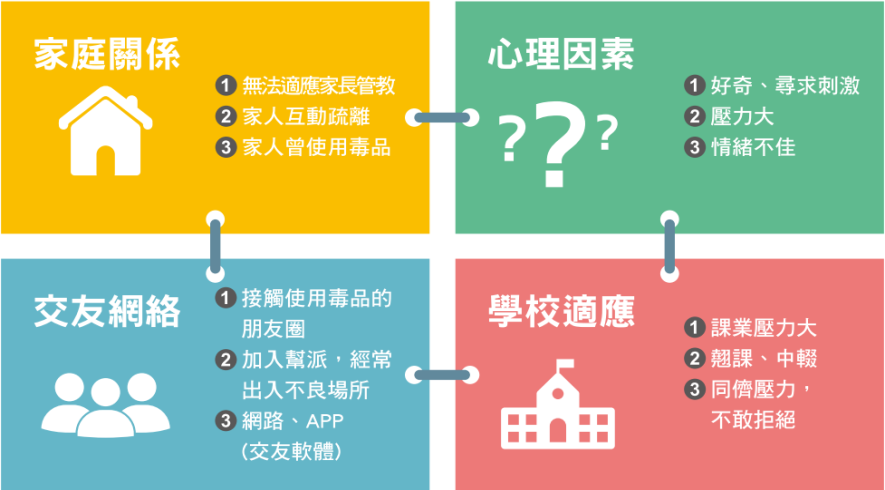 家庭關係
1 無法適應家長管教
2 家人互動疏離
3 家人曾使用毒品
心理因素
? ? ?
1 好奇、尋求刺激
2 壓力大
3 情緒不佳
交友網絡
1 接觸使用毒品的
朋友圈
2 加入幫派，經常
出入不良場所
3 網路、APP
(交友軟體)
學校適應
1 課業壓力大
2 翹課、中輟
3 同儕壓力，
不敢拒絕